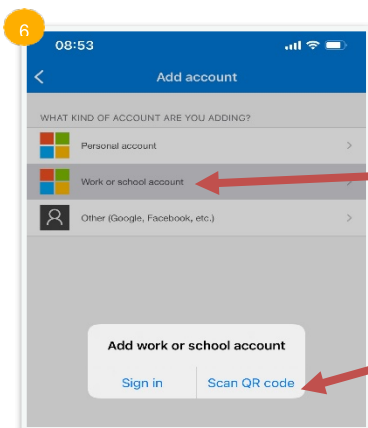 6
08:53
Add account
WHAT KIND OF ACCOUNT ARE YOU ADDING?
Personal account
Work or school account
Other (Google, Facebook, etc.)
Add work or school account
Sign in
Scan QR code